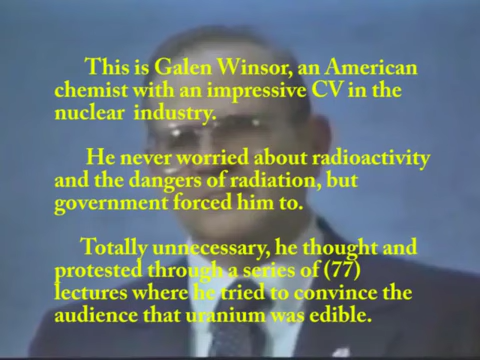 This is Galen Winsor, an American
chemist with an impressive CV in the
nuclear industry.
He never worried about radioactivity
and the dangers of radiation, but
government forced him to.
Totally unnecessary, he thought and
protested through a series of (77)
lectures where he tried to convince the
audience that uranium was edible.